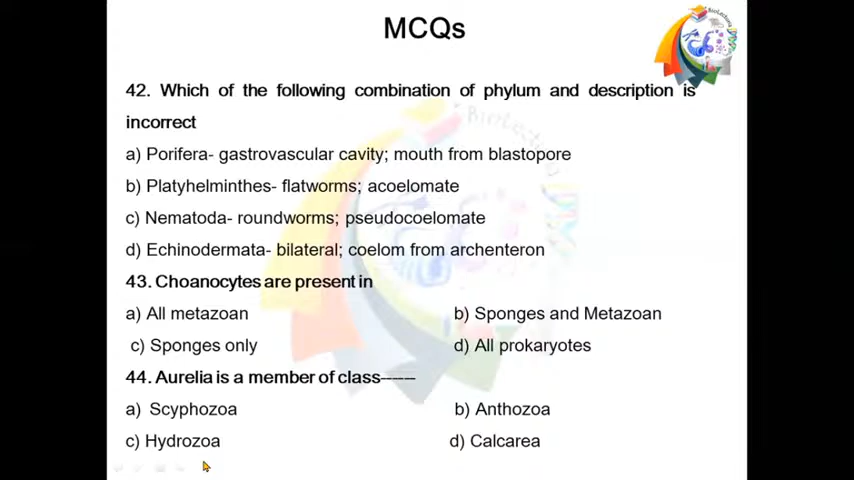 MCQs
BioLectures
42. Which of the following combination of phylum and description is
incorrect
a) Porifera- gastrovascular cavity; mouth from blastopore
b) Platyhelminthes- flatworms; acoelomate
c) Nematoda- roundworms; pseudocoelomate
d) Echinodermata- bilateral; coelom from archenteron
43. Choanocytes are present in
a) All metazoan b) Sponges and Metazoan
c) Sponges only d) All prokaryotes
44. Aurelia is a member of class------
a) Scyphozoa b) Anthozoa
c) Hydrozoa d) Calcarea